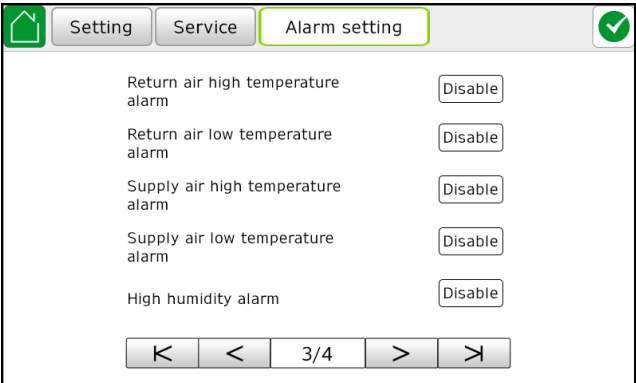 Setting Service Alarm setting
Return air high temperature
alarm
Disable
Return air low temperature
alarm
Disable
Supply air high temperature
alarm
Disable
Supply air low temperature
alarm
Disable
High humidity alarm
Disable
3/4